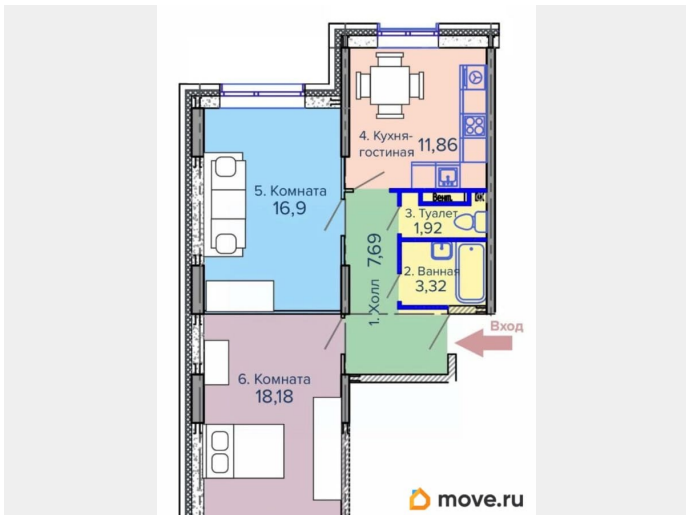 4. Кухня-
гостиная 11,86
5. Комната
16,9
Вент.
3. Туалет
1,92
7,69
1. Холл
2. Ванная
3,32
Вход
6. Комната
18,18
move.ru